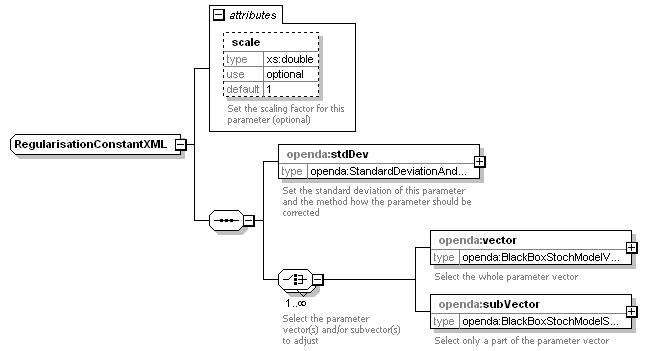 attributes
scale
type xs:double
use optional
default 1
Set the scaling factor for this
parameter (optional)
RegularisationConstantXML
openda:stdDev
type openda:StandardDeviationAnd...
Set the standard deviation of this parameter
and the method how the parameter should be
corrected
openda:vector
type openda:BlackBoxStochModelV...
Select the whole parameter vector
1..∞
Select the parameter
vector(s) and/or subvector(s)
to adjust
openda:subVector
type openda:BlackBoxStochModelS...
Select only a part of the parameter vector